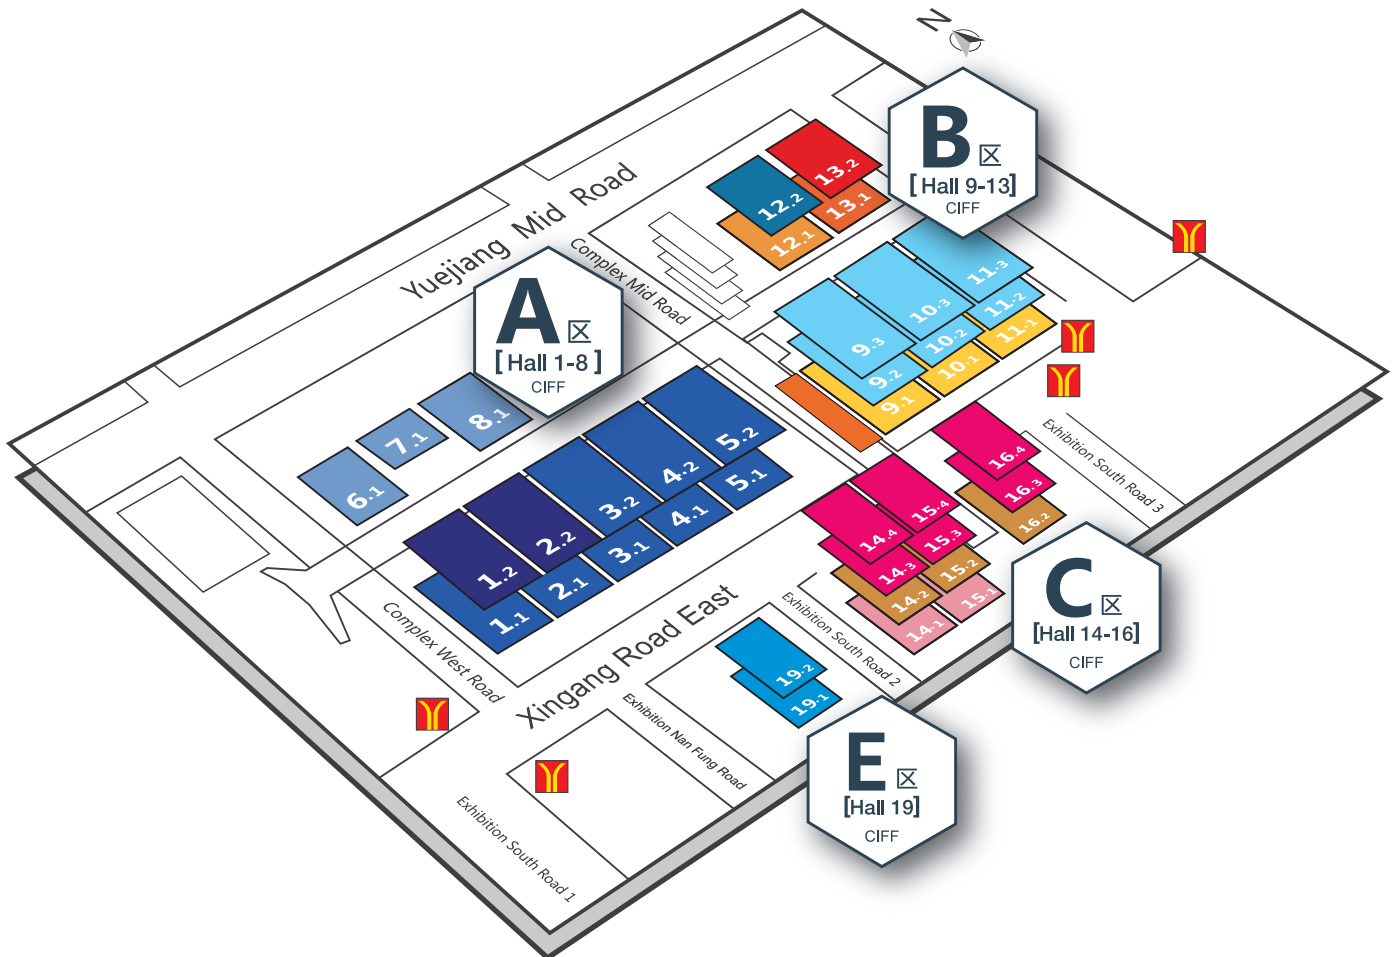 N
B区
[Hall 9-13]
CIFF
Yuejiang Mid Road
Complex Mid Road
A区
[Hall 1-8]
CIFF
13.2
13.1
12.2
12.1
11.3
11.2
11.1
10.3
10.2
10.1
9.3
9.2
9.1
8.1
7.1
6.1
5.2
5.1
4.2
4.1
3.2
3.1
2.2
2.1
1.2
1.1
16.4
16.3
16.2
15.4
15.3
15.2
15.1
14.4
14.3
14.2
14.1
Exhibition South Road 3
C区
[Hall 14-16]
CIFF
Complex West Road
Xingang Road East
Exhibition South Road 2
19.2
19.1
Exhibition Nan Fung Road
E区
[Hall 19]
CIFF
Exhibition South Road 1